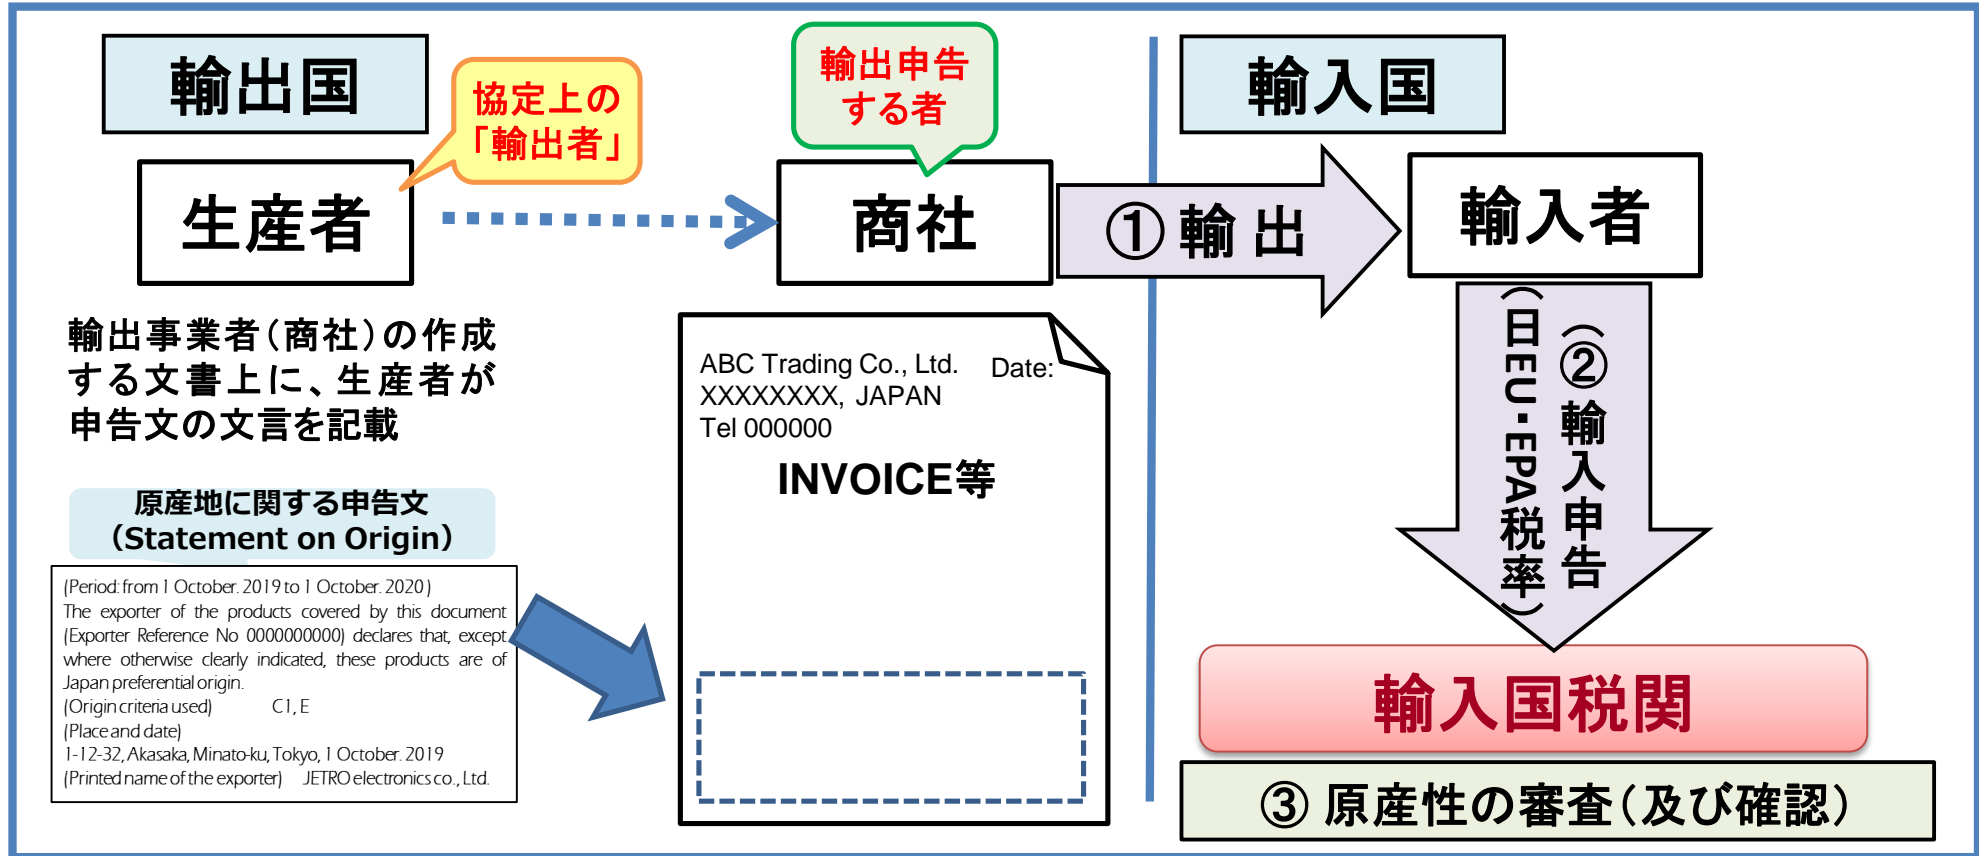 輸出国
協定上の
「輸出者」
輸出申告
する者
輸入国
生産者
商社
①輸出
輸入者
輸出事業者（商社）の作成
する文書上に、生産者が
申告文の文言を記載
原産地に関する申告文
（Statement on Origin）
(Period: from 1 October. 2019 to 1 October. 2020)
The exporter of the products covered by this document
(Exporter Reference No 0000000000) declares that, except
where otherwise clearly indicated, these products are of
Japan preferential origin.
(Origin criteria used) C1, E
(Place and date)
1-12-32, Akasaka, Minato-ku, Tokyo, 1 October. 2019
(Printed name of the exporter) JETRO electronics co., Ltd.
ABC Trading Co., Ltd. Date:
XXXXXXXX, JAPAN
Tel 000000
INVOICE等
（②輸入申告
（日EU・EPA税率）
輸入国税関
③ 原産性の審査（及び確認）